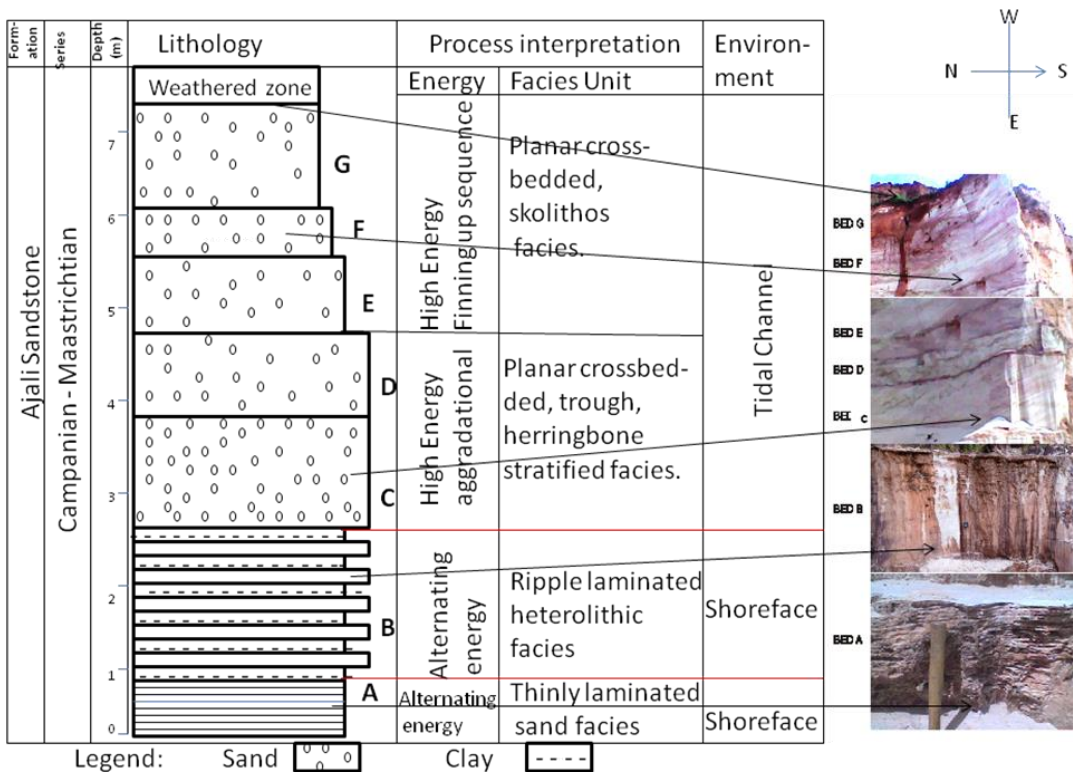 Form-
ation
series
Depth
(m)
Lithology
Process interpretation
Environ-
ment
Energy
Facies Unit
Weathered zone
Ajali Sandstone
Campanian - Maastrichtian
7
6
5
4
3
2
1
0
G
F
E
D
C
B
A
High Energy
Finning up sequence
High Energy
aggradational
Alternating
energy
Alternating
energy
Planar cross-
bedded,
skolithos
facies.
Planar crossbed-
ded, trough,
herringbone
stratified facies.
Ripple laminated
heterolithic
facies
Thinly laminated
sand facies
Tidal Channel
Shoreface
Shoreface
W
N
S
E
BED G
BED F
BED E
BED D
BEI C
BED B
BED A
Legend: Sand Clay